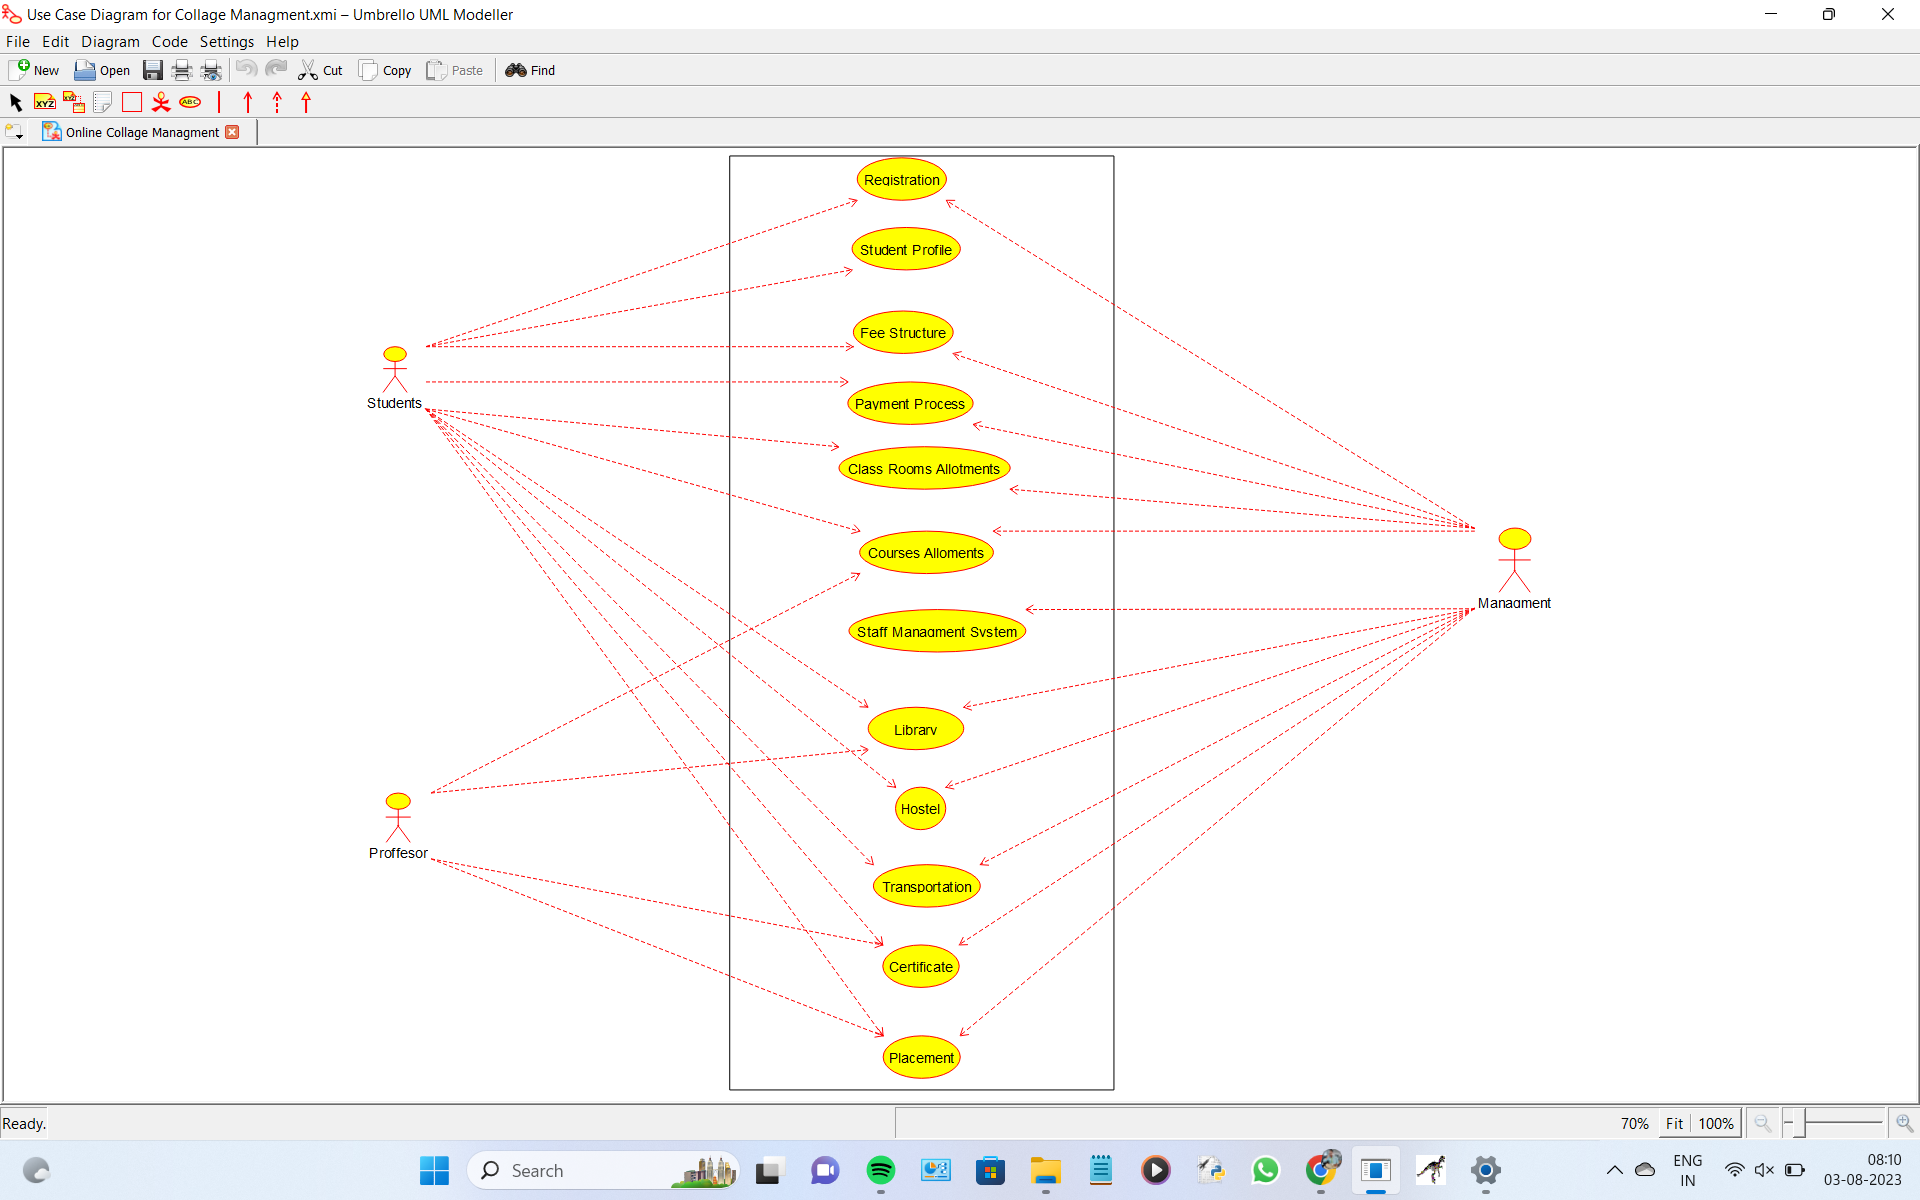 Use Case Diagram for Collage Managment.xmi – Umbrello UML Modeller
File Edit Diagram Code Settings Help
New Open Cut Copy Paste Find
XYZ XYZ ABC
Online Collage Managment
Registration
Student Profile
Fee Structure
Students
Payment Process
Class Rooms Allotments
Courses Alloments
Managment
Staff Managment System
Library
Hostel
Proffesor
Transportation
Certificate
Placement
Ready.
70% Fit 100%
Search
ENG
IN
08:10
03-08-2023